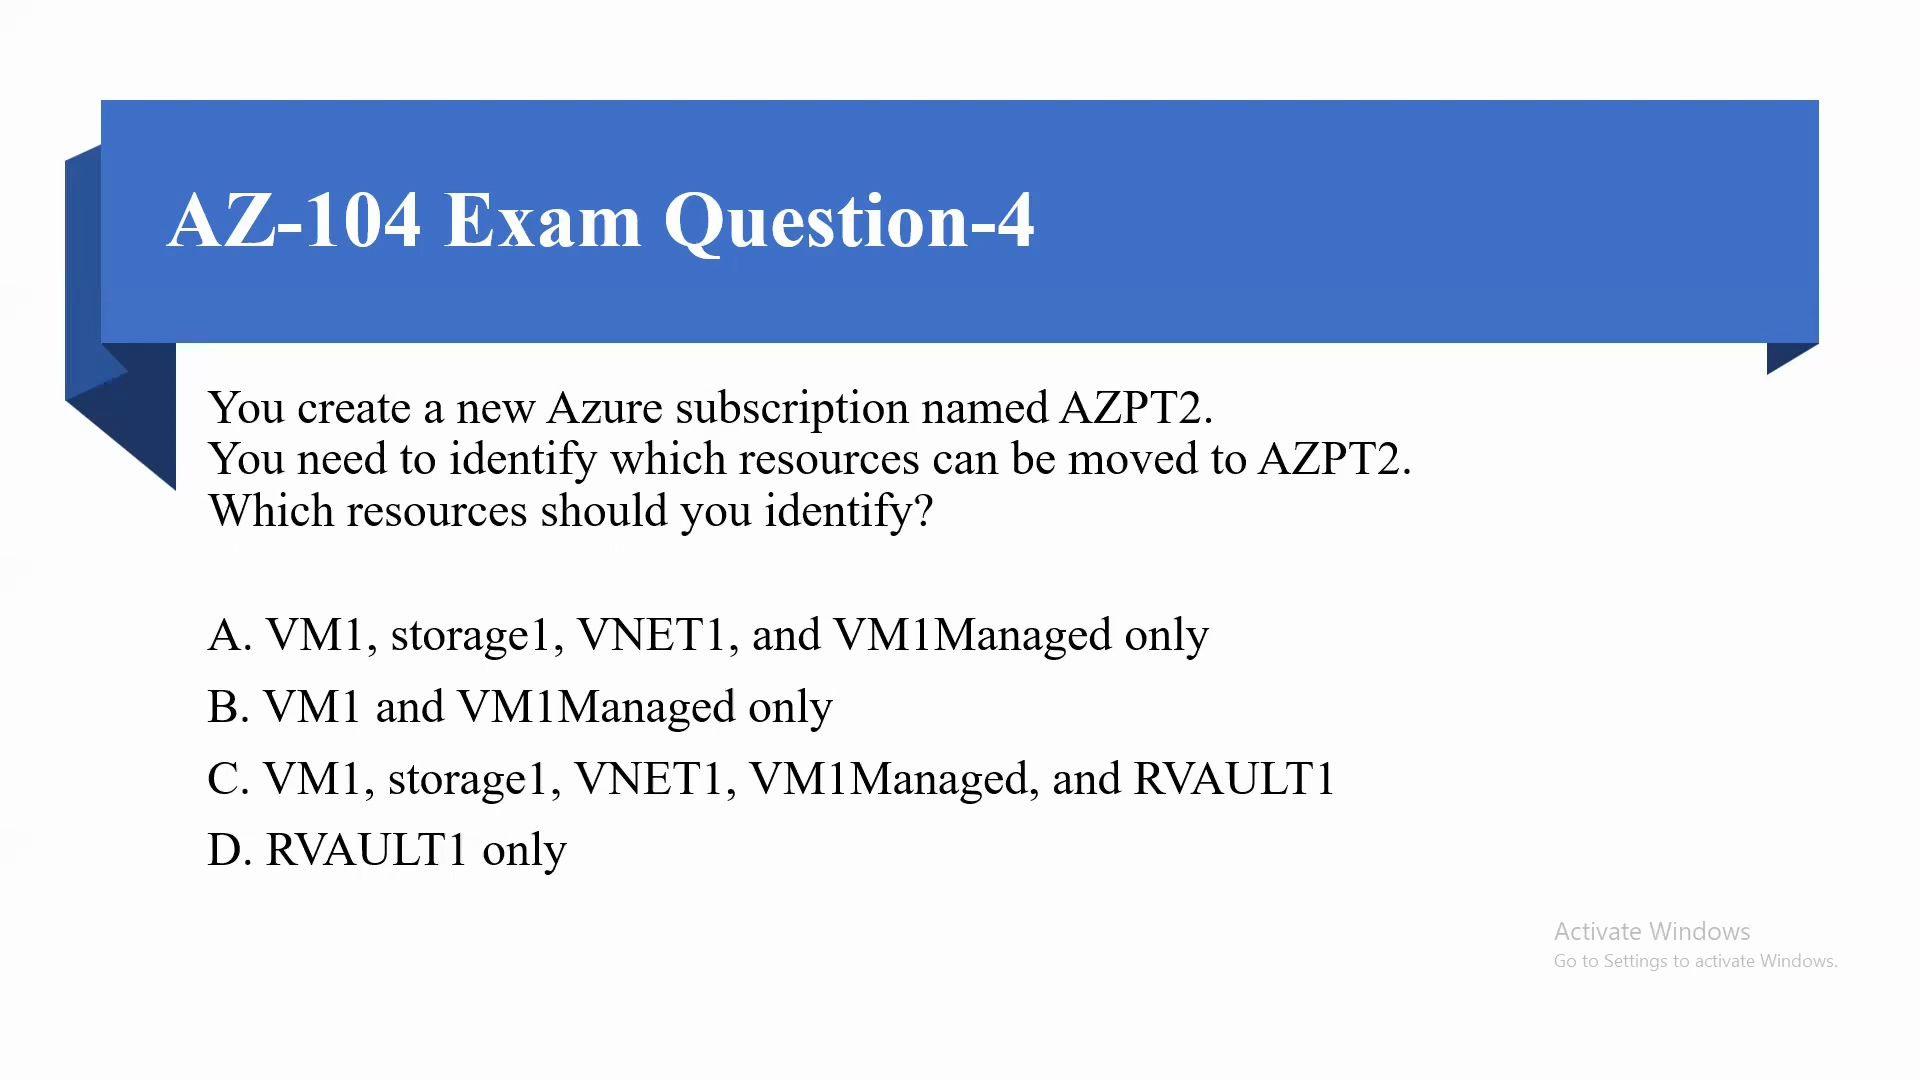 AZ-104 Exam Question-4
You create a new Azure subscription named AZPT2.
You need to identify which resources can be moved to AZPT2.
Which resources should you identify?
A. VM1, storage1, VNET1, and VM1Managed only
B. VM1 and VM1Managed only
C. VM1, storage1, VNET1, VM1Managed, and RVAULT1
D. RVAULT1 only
Activate Windows
Go to Settings to activate Windows.